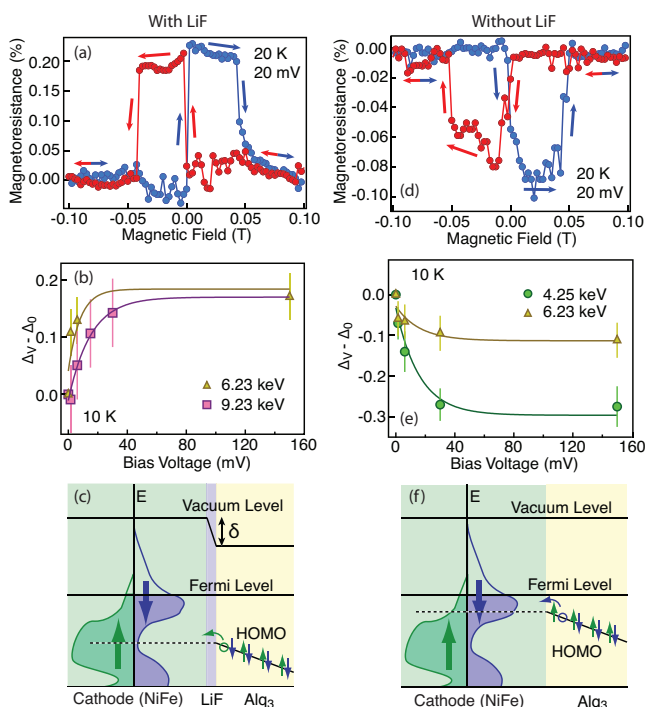 With LiF
Without LiF
(a)
20 K
20 mV
Magnetoresistance (%)
0.20
0.15
0.10
0.05
0.00
-0.10
-0.05
0.00
0.05
0.10
Magnetic Field (T)
(d)
20 K
20 mV
Magnetoresistance (%)
0.00
-0.02
-0.04
-0.06
-0.08
-0.10
-0.10
-0.05
0.00
0.05
0.10
Magnetic Field (T)
(b)
ΔV - Δ0
0.2
0.1
0.0
6.23 keV
9.23 keV
10 K
0
40
80
120
160
Bias Voltage (mV)
10 K
ΔV - Δ0
0.0
-0.1
-0.2
-0.3
4.25 keV
6.23 keV
(e)
0
40
80
120
160
Bias Voltage (mV)
(c)
E
Vacuum Level
δ
Fermi Level
HOMO
Cathode (NiFe)
LiF
Alq3
(f)
E
Vacuum Level
Fermi Level
HOMO
Cathode (NiFe)
Alq3